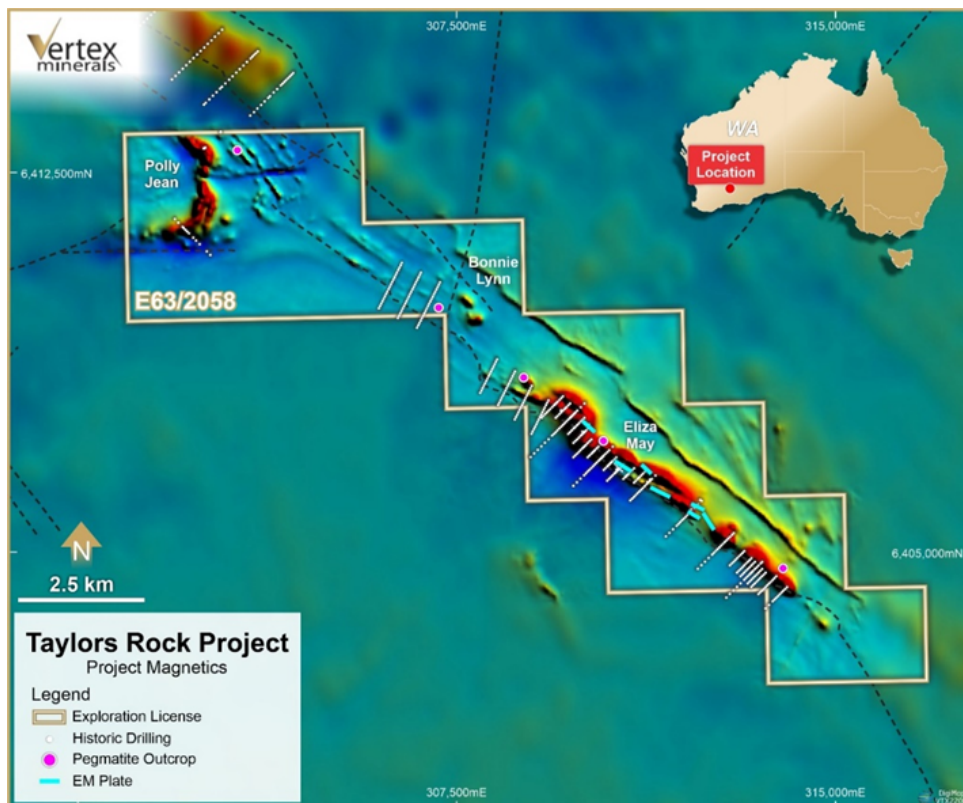 Vertex
minerals
307,500mE
315,000mE
WA
Project
Location
Polly
Jean
6,412,500mN
Bonnie
Lynn
E63/2058
Eliza
May
N
2.5 km
6,405,000mN
Taylors Rock Project
Project Magnetics
Legend
Exploration License
Historic Drilling
Pegmatite Outcrop
EM Plate
307,500mE
315,000mE